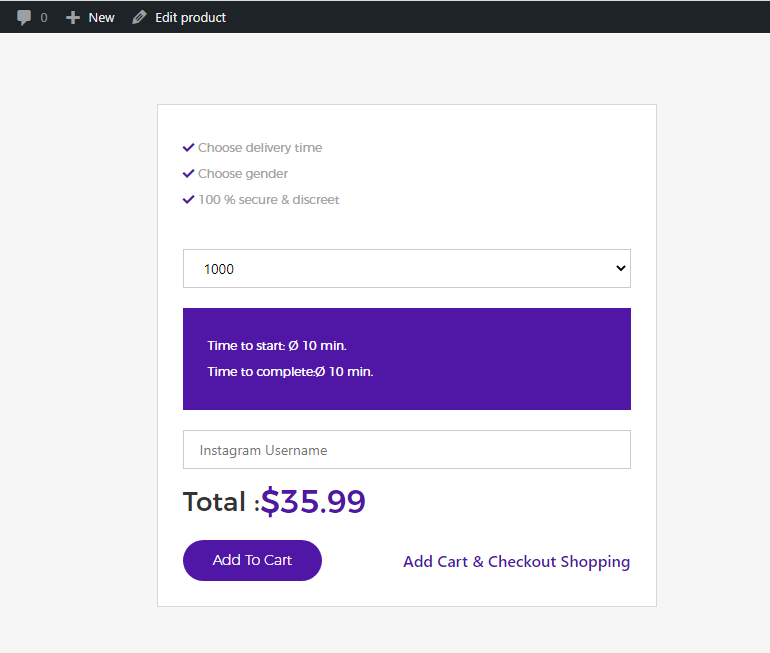 0 New Edit product
Choose delivery time
Choose gender
100 % secure & discreet
1000
Time to start: Ø 10 min.
Time to complete:Ø 10 min.
Instagram Username
Total :$35.99
Add To Cart Add Cart & Checkout Shopping